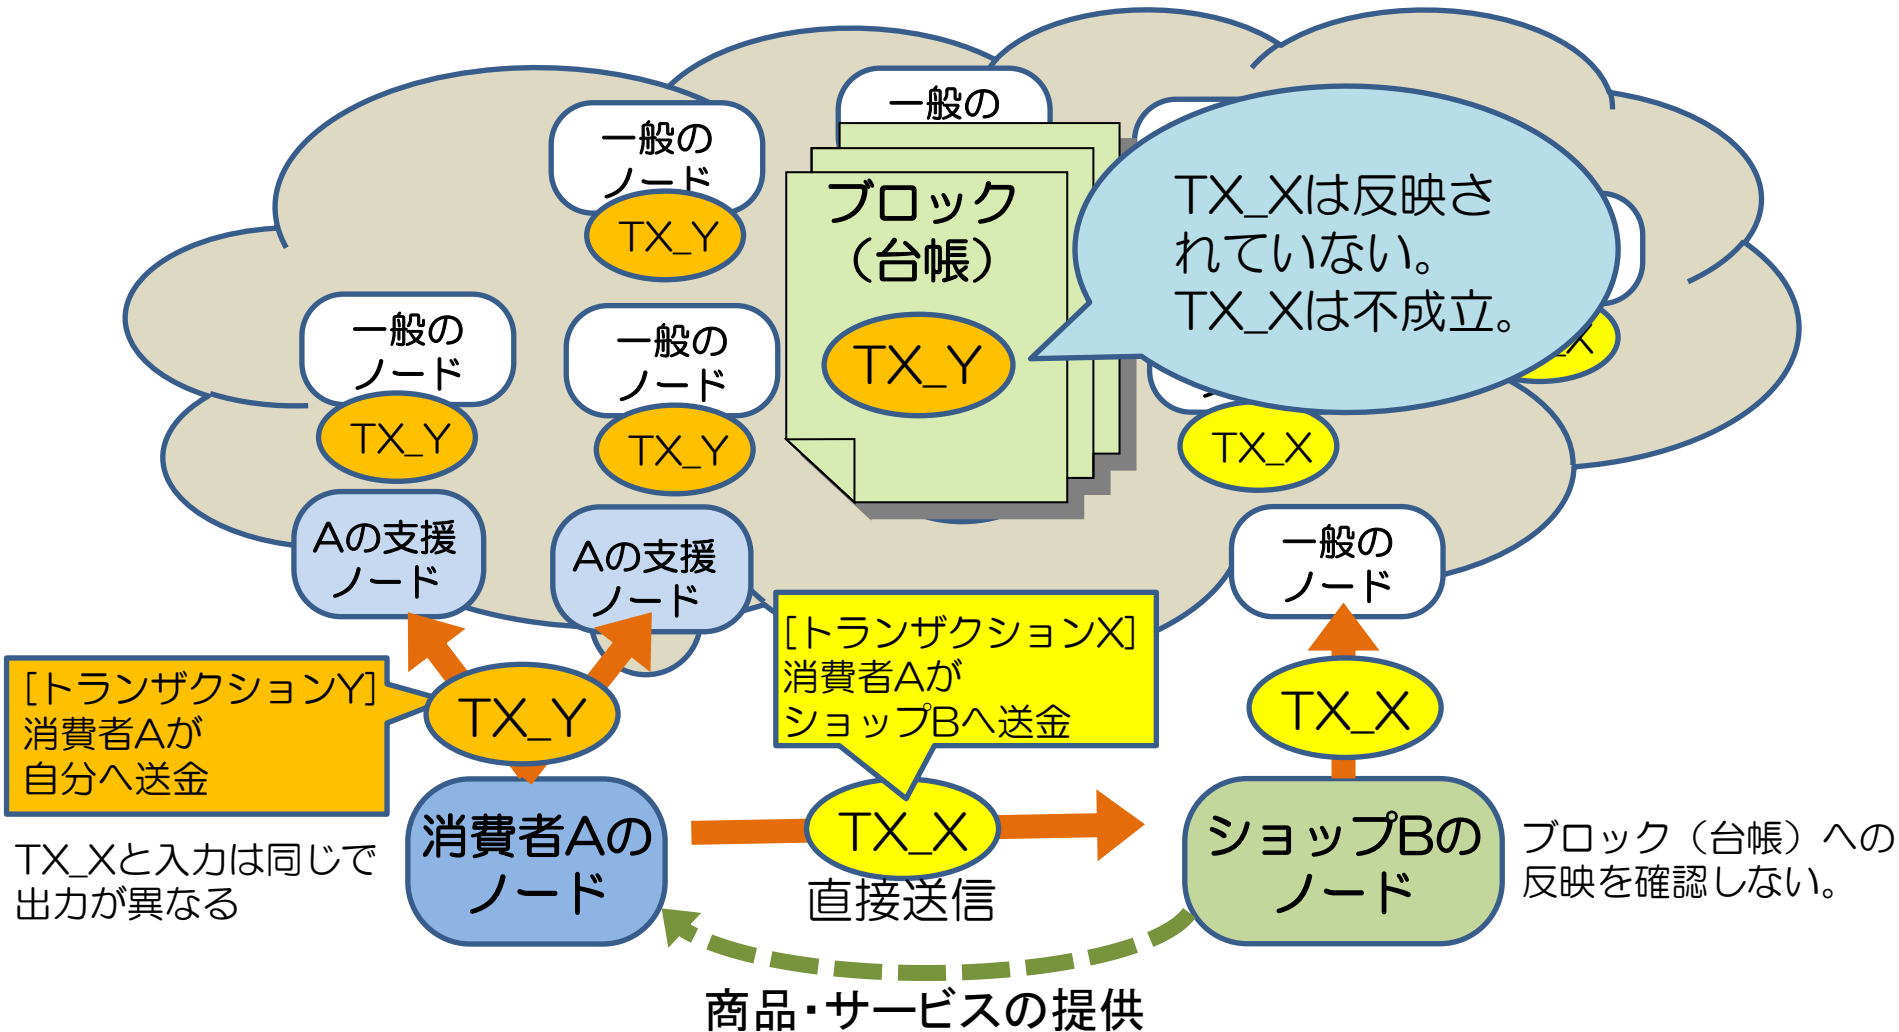 一般の
一般の
ノード
TX_Y
ブロック
（台帳）
TX_Y
TX_Xは反映さ
れていない。
TX_Xは不成立。
一般の
ノード
TX_Y
一般の
ノード
TX_Y
TX_X
Aの支援
ノード
Aの支援
ノード
一般の
ノード
[トランザクションX]
消費者Aが
ショップBへ送金
[トランザクションY]
消費者Aが
自分へ送金
TX_Y
TX_X
TX_X
消費者Aの
ノード
ショップBの
ノード
直接送信
TX_Xと入力は同じで
出力が異なる
ブロック（台帳）への
反映を確認しない。
商品・サービスの提供